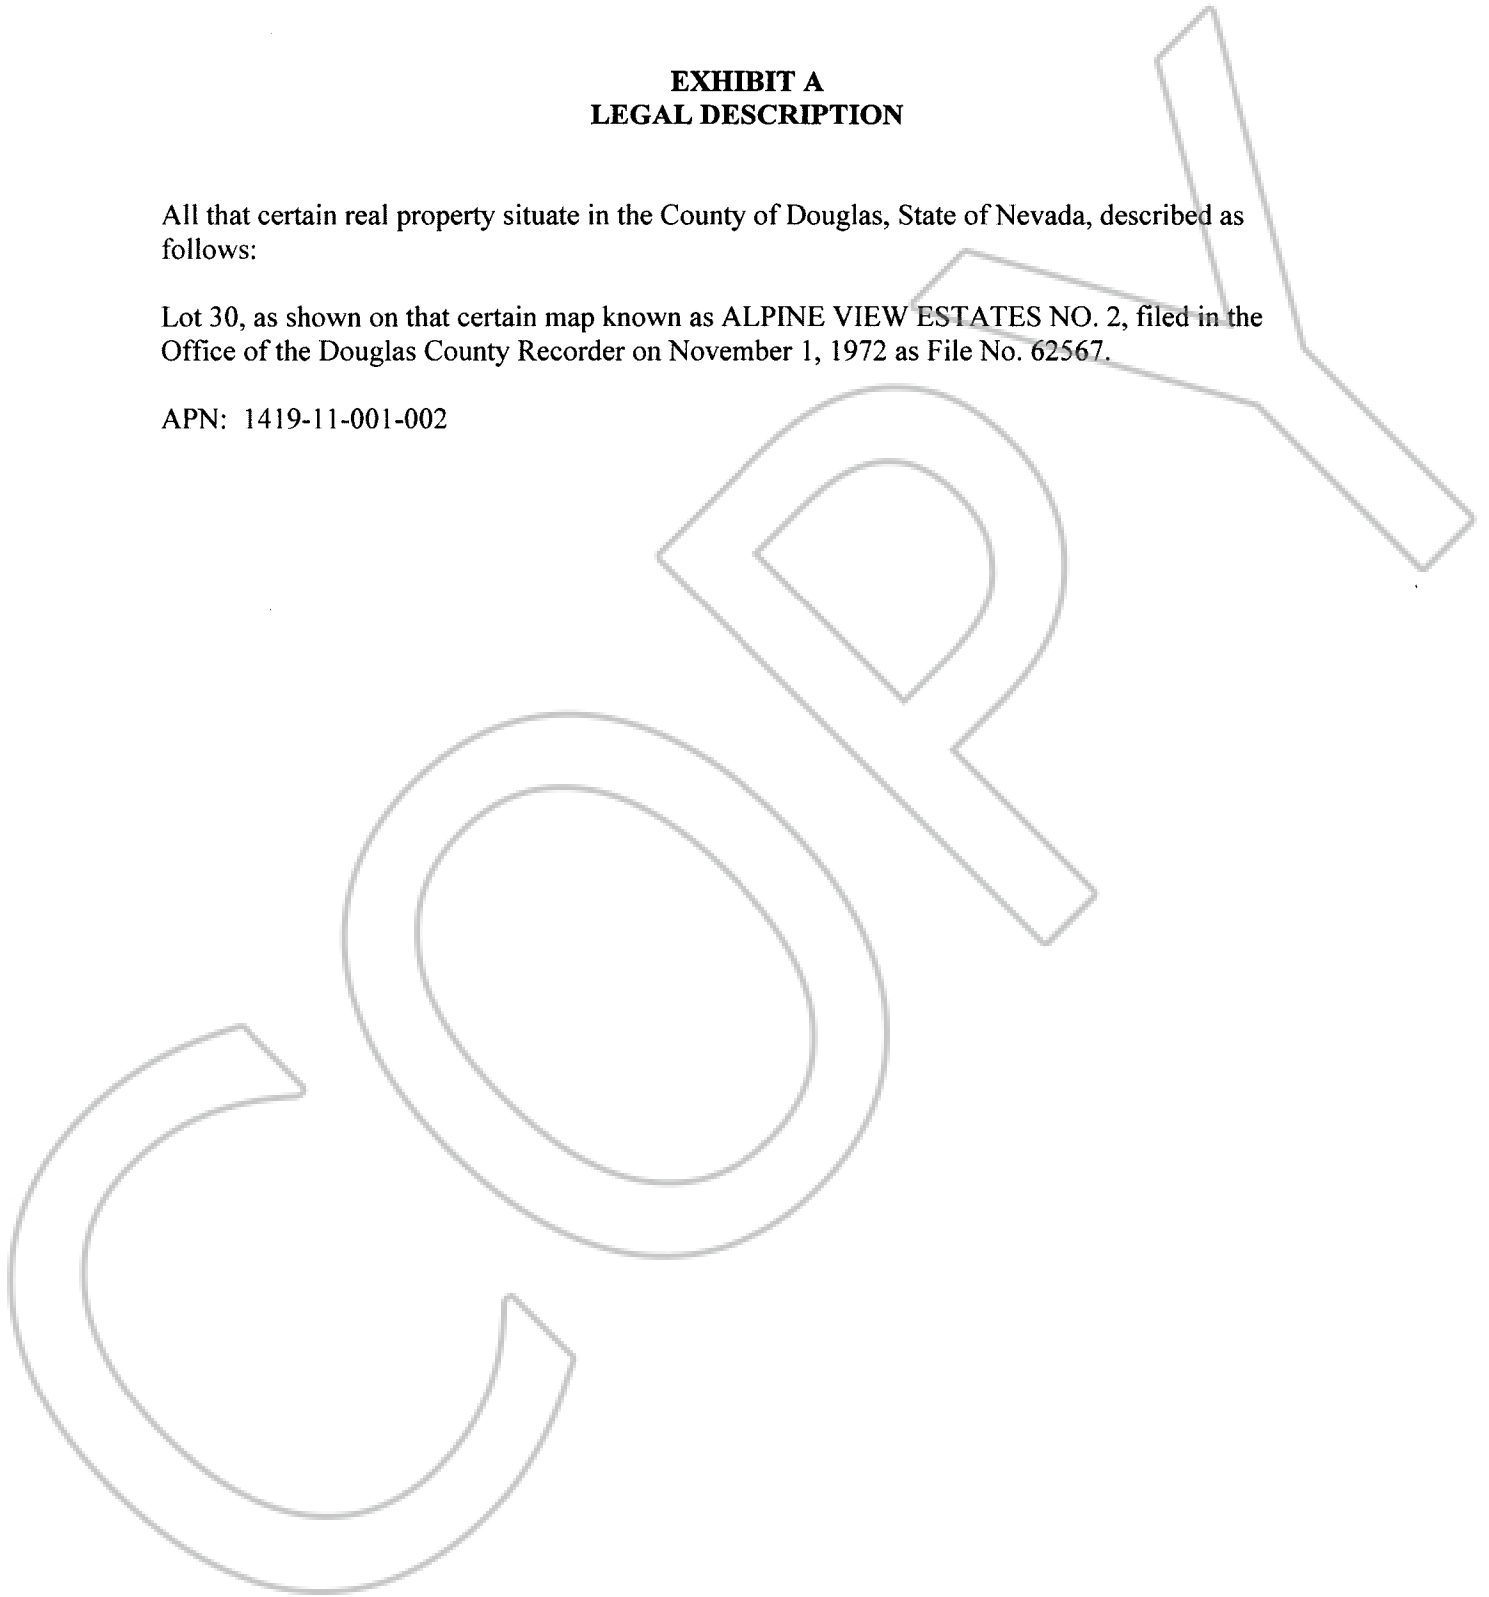 EXHIBIT A
LEGAL DESCRIPTION
All that certain real property situate in the County of Douglas, State of Nevada, described as
follows:
Lot 30, as shown on that certain map known as ALPINE VIEW ESTATES NO. 2, filed in the
Office of the Douglas County Recorder on November 1, 1972 as File No. 62567.
APN: 1419-11-001-002
COPY